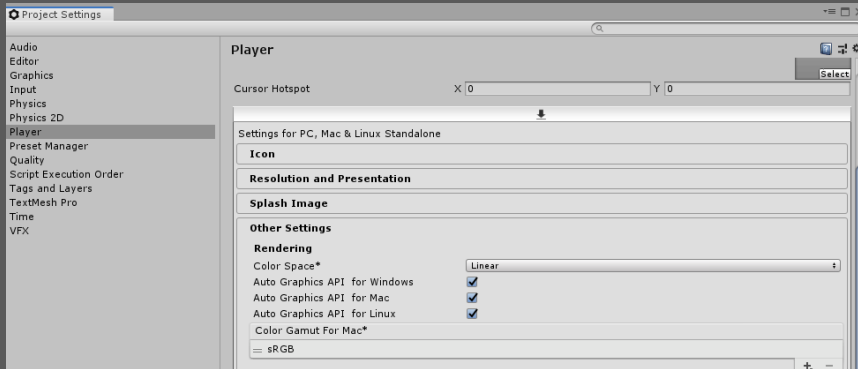 Project Settings
Audio
Editor
Graphics
Input
Physics
Physics 2D
Player
Preset Manager
Quality
Script Execution Order
Tags and Layers
TextMesh Pro
Time
VFX
Player
Select
Cursor Hotspot X 0 Y 0
Settings for PC, Mac & Linux Standalone
Icon
Resolution and Presentation
Splash Image
Other Settings
Rendering
Color Space* Linear
Auto Graphics API for Windows
Auto Graphics API for Mac
Auto Graphics API for Linux
Color Gamut For Mac*
sRGB